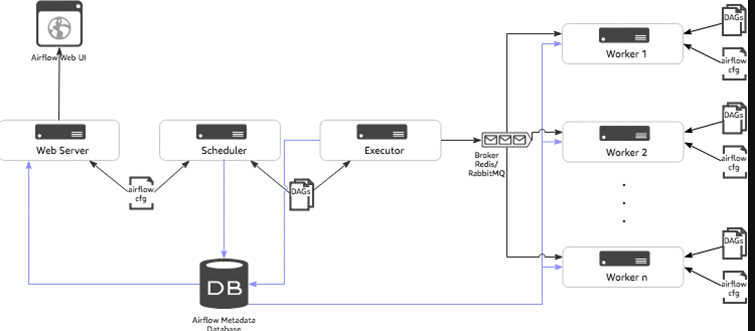 DAGs
Airflow Web UI
Worker 1
airflow
cfg
DAGs
Web Server
Scheduler
Executor
Broker
Redis/
RabbitMQ
Worker 2
airflow
cfg
airflow
cfg
DAGs
.
.
.
DAGs
Worker n
DB
airflow
cfg
Airflow Metadata
Database